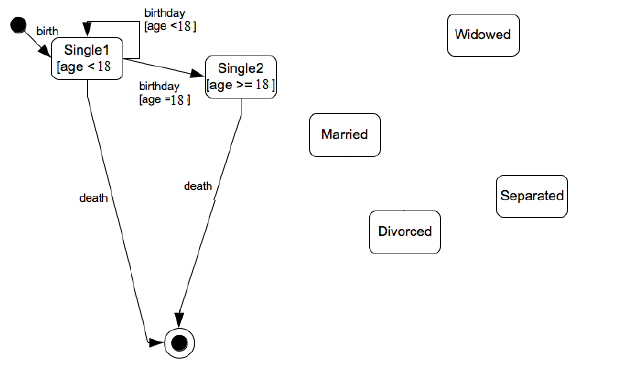 birth
birthday
[age <18 ]
Single1
[age < 18
birthday
[age =18 ]
Single2
[age >= 18 ]
Widowed
Married
Separated
Divorced
death
death